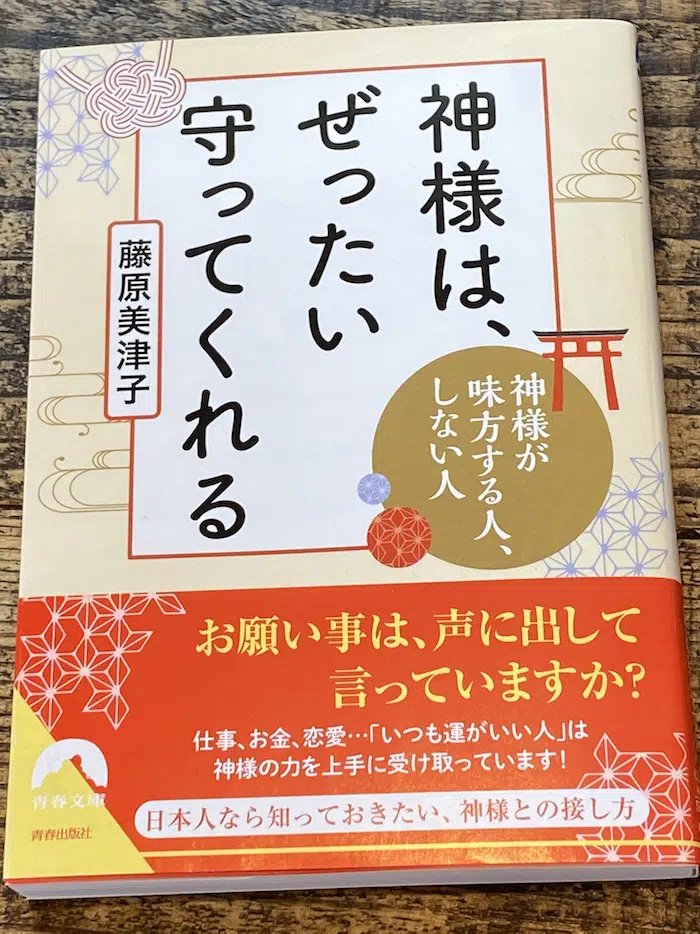 神様は、
ぜったい
守ってくれる
藤原美津子
神様が
味方する人、
しない人
お願い事は、声に出して
言っていますか?
仕事、お金、恋愛…「いつも運がいい人」は
神様の力を上手に受け取っています!
日本人なら知っておきたい、神様との接し方
青春文庫
青春出版社